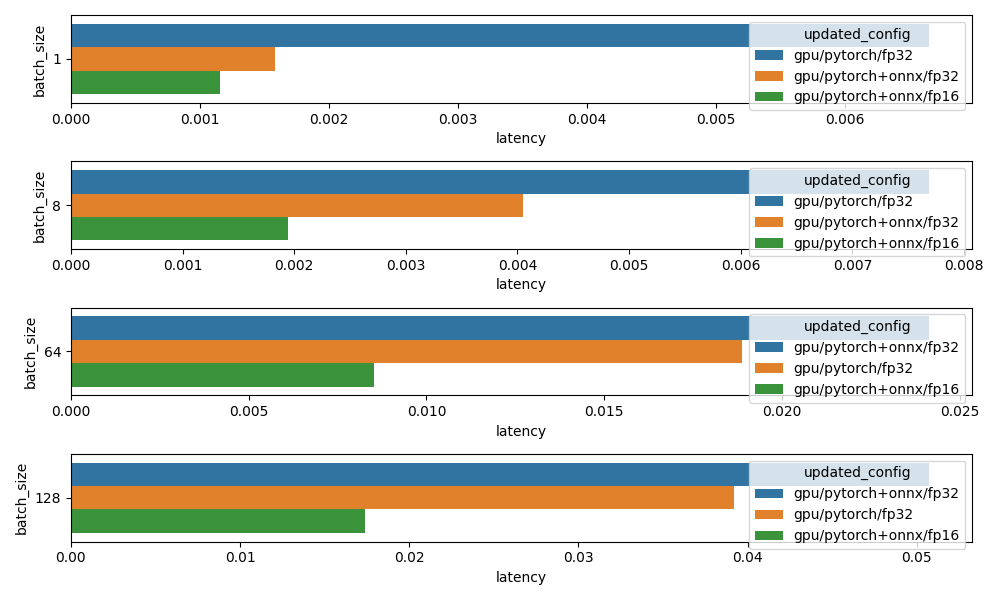 batch_size
1
updated_config
gpu/pytorch/fp32
gpu/pytorch+onnx/fp32
gpu/pytorch+onnx/fp16
0.000 0.001 0.002 0.003 0.004 0.005 0.006
latency
batch_size
8
updated_config
gpu/pytorch/fp32
gpu/pytorch+onnx/fp32
gpu/pytorch+onnx/fp16
0.000 0.001 0.002 0.003 0.004 0.005 0.006 0.007 0.008
latency
batch_size
64
updated_config
gpu/pytorch+onnx/fp32
gpu/pytorch/fp32
gpu/pytorch+onnx/fp16
0.000 0.005 0.010 0.015 0.020 0.025
latency
batch_size
128
updated_config
gpu/pytorch+onnx/fp32
gpu/pytorch/fp32
gpu/pytorch+onnx/fp16
0.00 0.01 0.02 0.03 0.04 0.05
latency